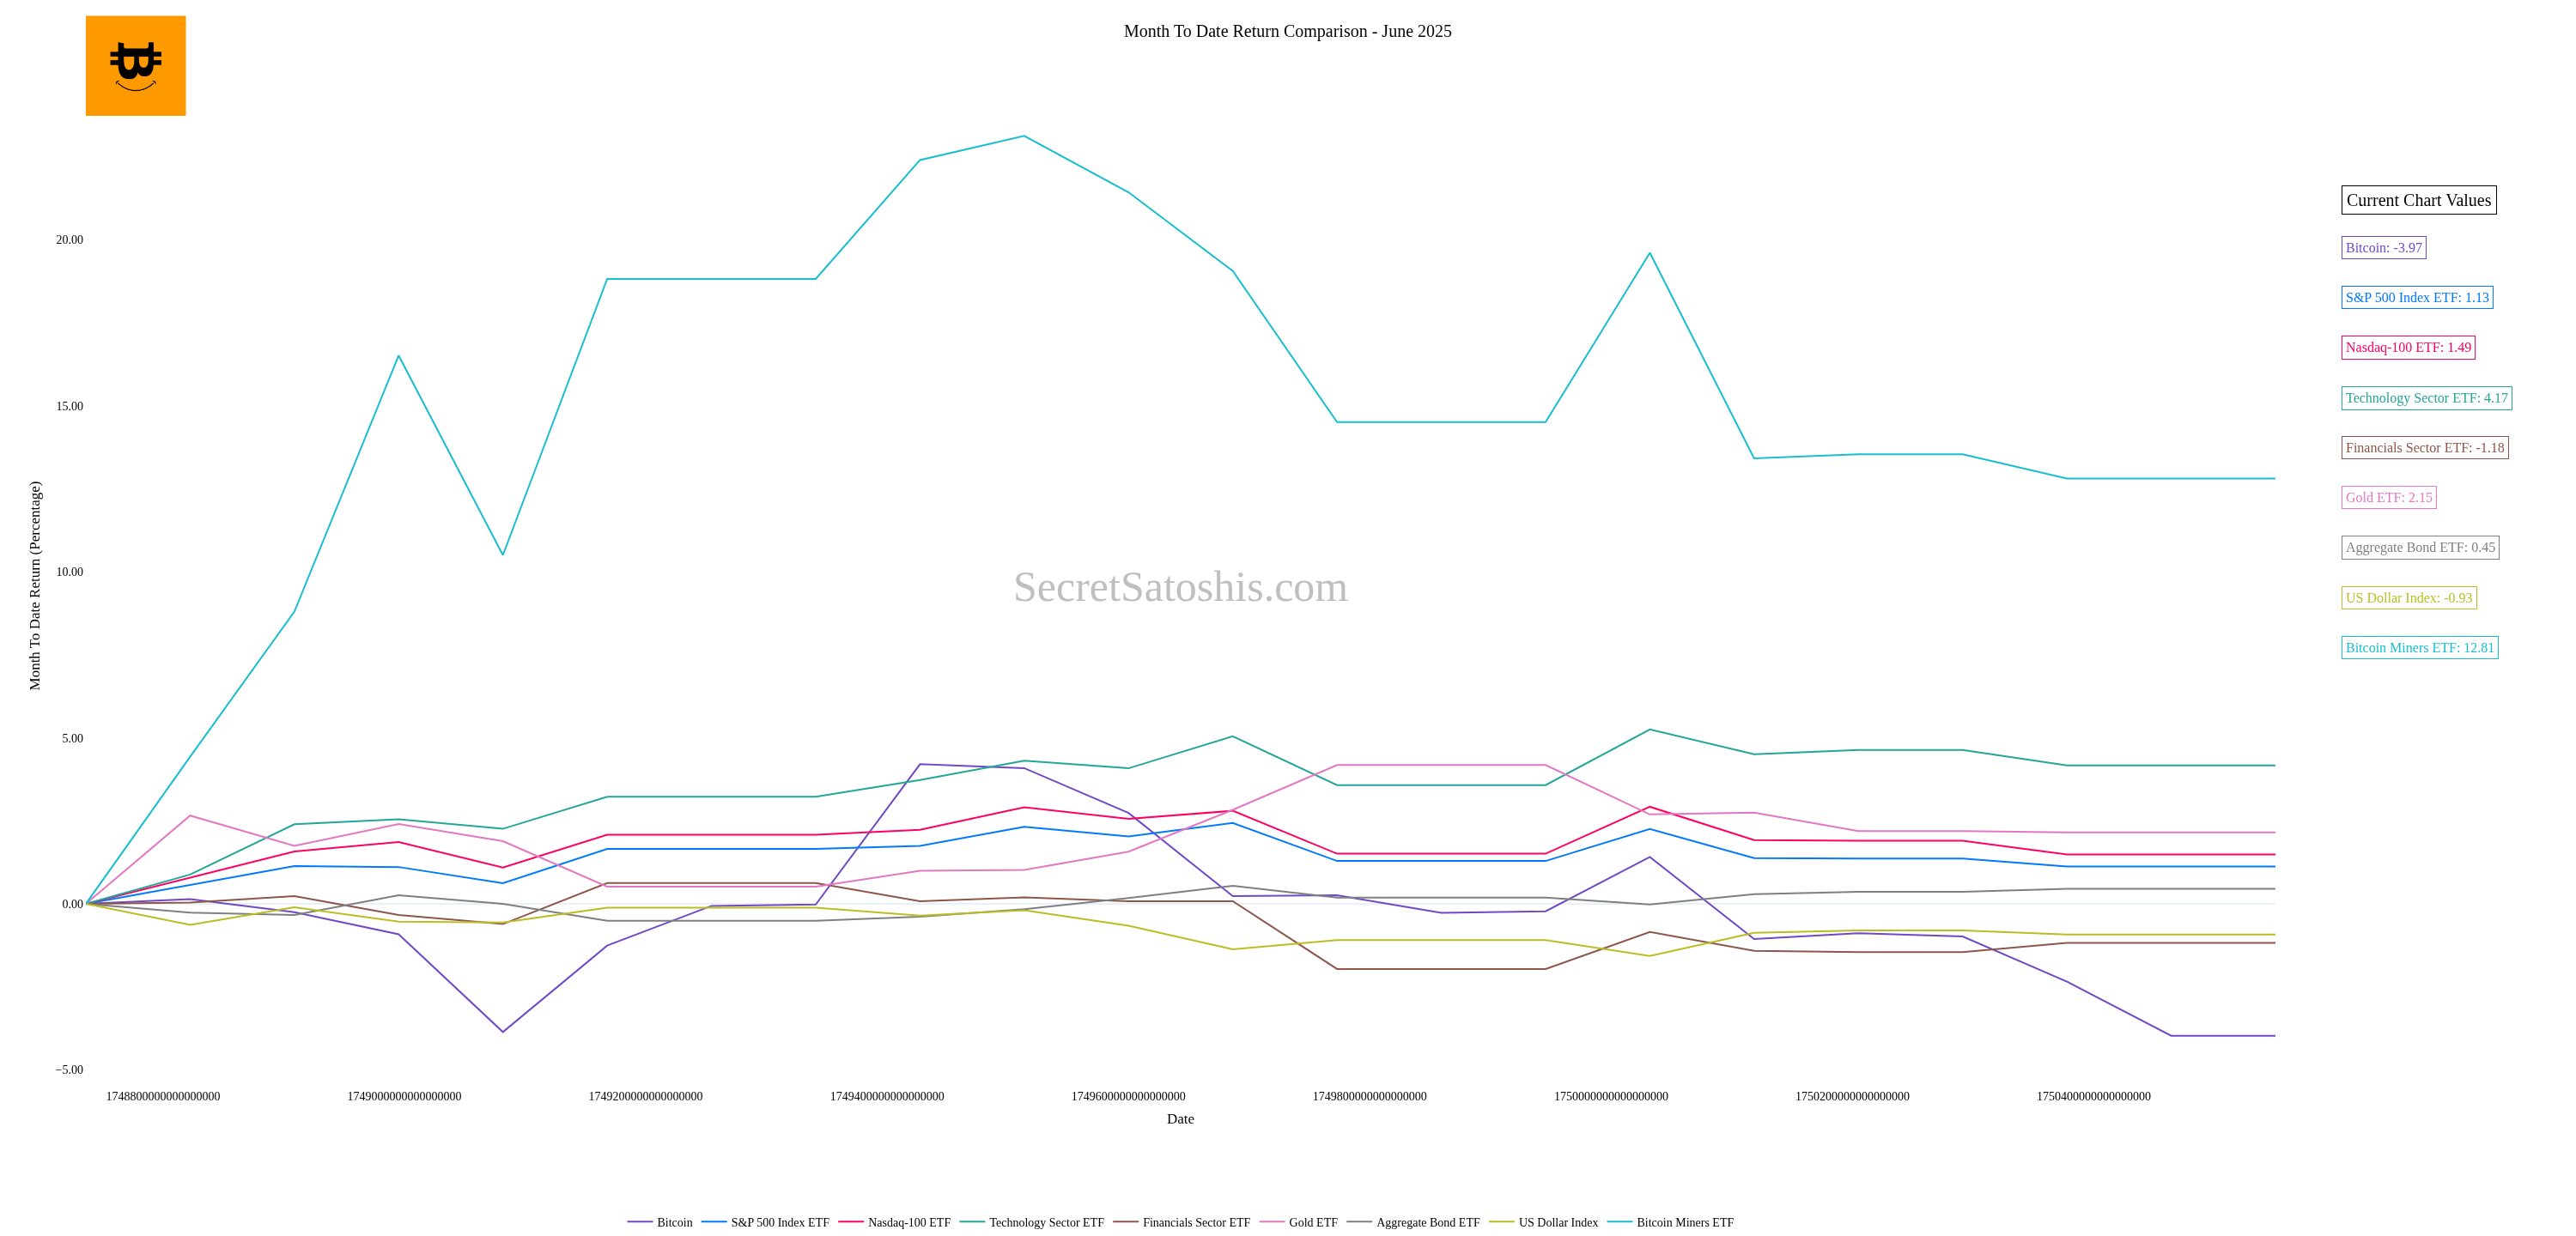 Month To Date Return Comparison - June 2025
20.00
15.00
10.00
5.00
0.00
−5.00
Month To Date Return (Percentage)
SecretSatoshis.com
Current Chart Values
Bitcoin: -3.97
S&P 500 Index ETF: 1.13
Nasdaq-100 ETF: 1.49
Technology Sector ETF: 4.17
Financials Sector ETF: -1.18
Gold ETF: 2.15
Aggregate Bond ETF: 0.45
US Dollar Index: -0.93
Bitcoin Miners ETF: 12.81
1748800000000000000 1749000000000000000 1749200000000000000 1749400000000000000 1749600000000000000 1749800000000000000 1750000000000000000 1750200000000000000 1750400000000000000
Date
Bitcoin S&P 500 Index ETF Nasdaq-100 ETF Technology Sector ETF Financials Sector ETF Gold ETF Aggregate Bond ETF US Dollar Index Bitcoin Miners ETF